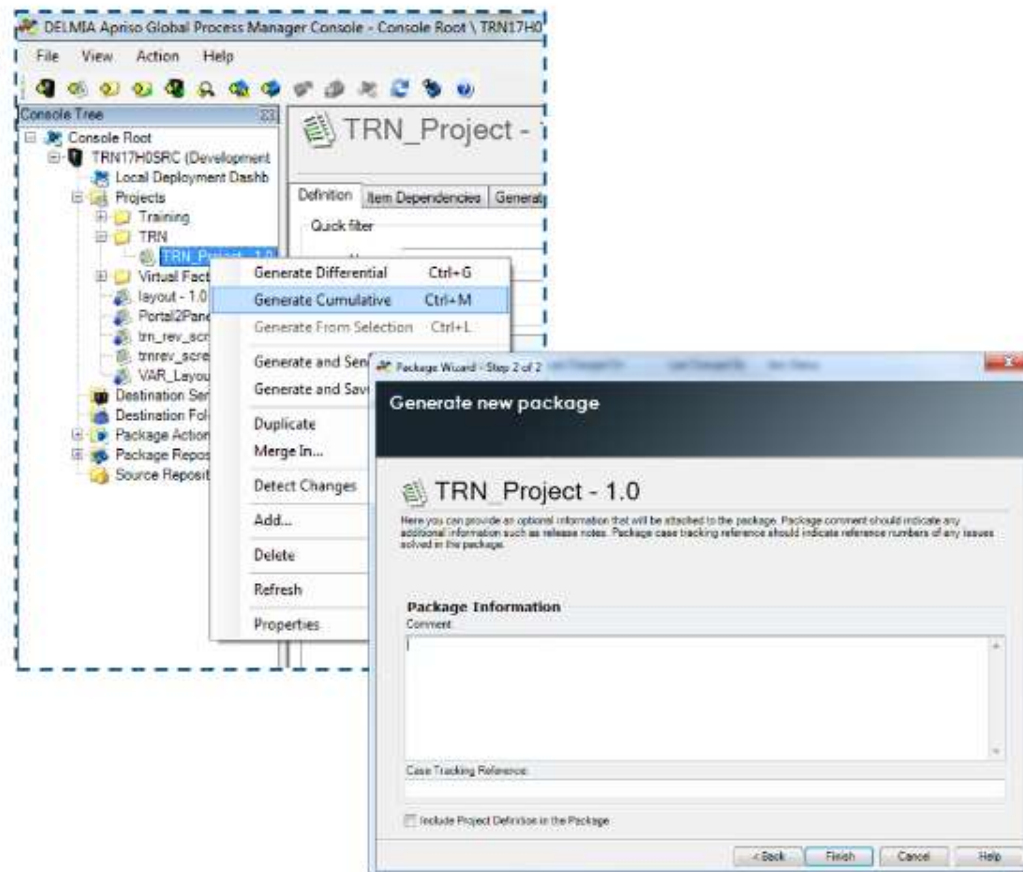 DELMIA Apriso Global Process Manager Console - Console Root \ TRN17H0
File View Action Help
Console Tree
Console Root
TRN17H0SRC (Development
Local Deployment Dashb
Projects
Training
TRN
TRN_Project - 1.0
Virtual Fact
layout - 1.0
Portal2Pane
trn_rev_scr
trnrev_scre
VAR_Layou
Destination Ser
Destination Fol
Package Action
Package Repos
Source Reposit
TRN_Project -
Definition Item Dependencies Generat
Quick filter
Generate Differential Ctrl+G
Generate Cumulative Ctrl+M
Generate From Selection Ctrl+L
Generate and Sen
Generate and Sav
Duplicate
Merge In...
Detect Changes
Add...
Delete
Refresh
Properties
Package Wizard - Step 2 of 2
Generate new package
TRN_Project - 1.0
Here you can provide an optional information that will be attached to the package. Package comment should indicate any
additional information such as release notes. Package case tracking reference should indicate reference numbers of any issues
solved in the package.
Package Information
Comment:
Case Tracking Reference:
Include Project Definition in the Package
< Back Finish Cancel Help